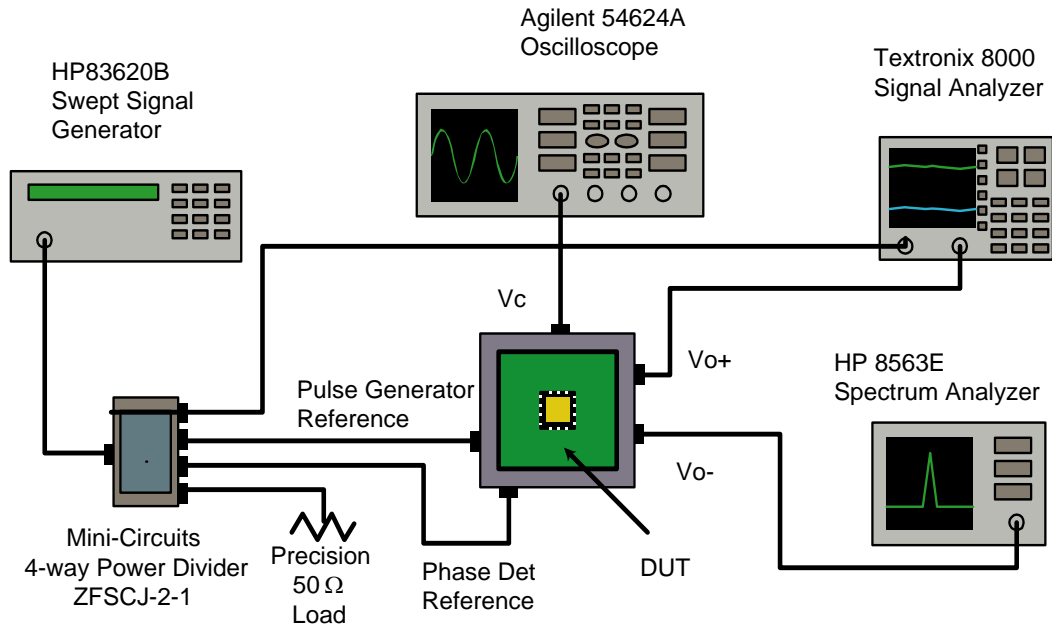 Agilent 54624A
Oscilloscope
HP83620B
Swept Signal
Generator
Textronix 8000
Signal Analyzer
Vc
Vo+
HP 8563E
Spectrum Analyzer
Pulse Generator
Reference
Vo-
Mini-Circuits
4-way Power Divider
ZFSCJ-2-1
Precision
50 Ω
Load
Phase Det
Reference
DUT